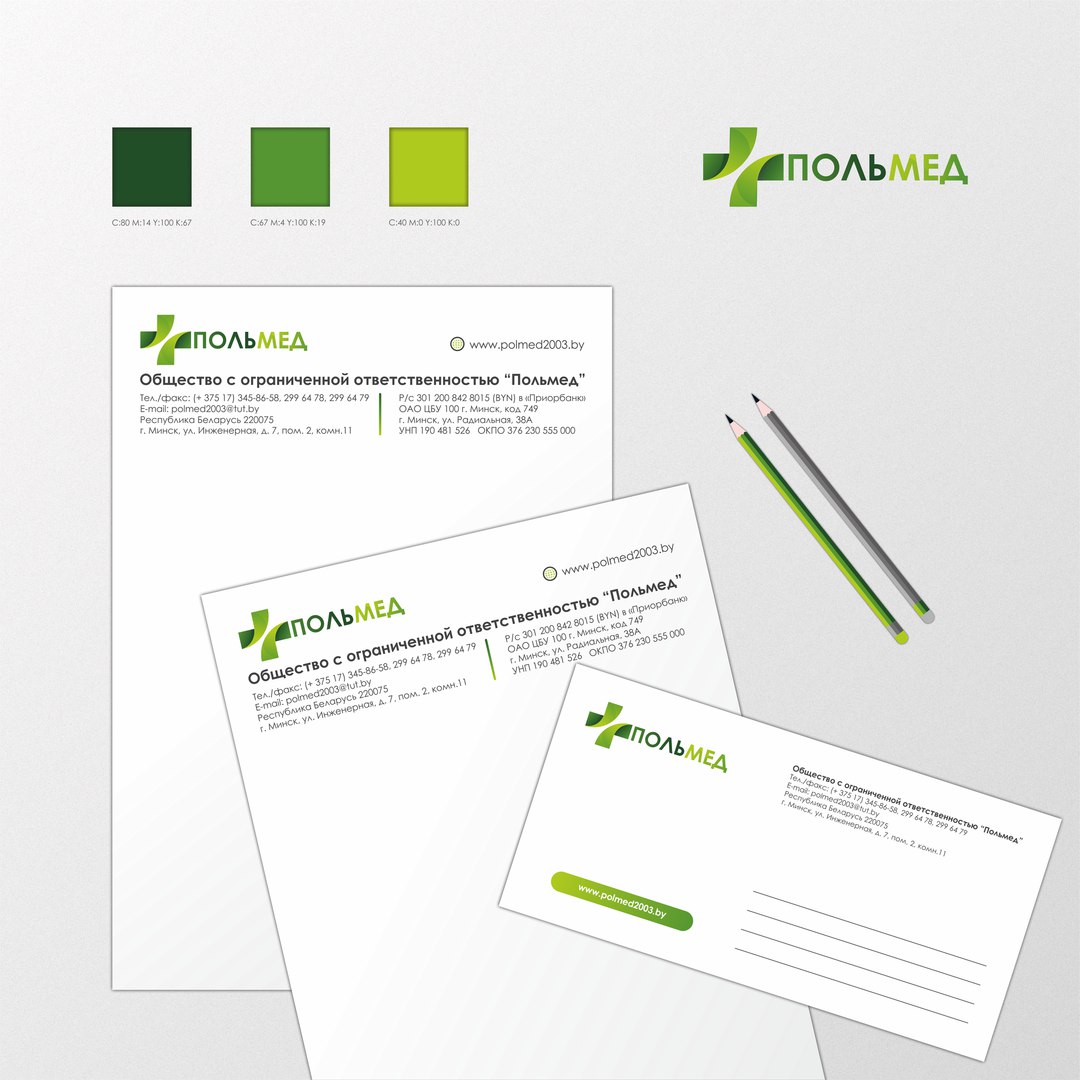 C:80 M:14 Y:100 K:67
C:67 M:4 Y:100 K:19
C:40 M:0 Y:100 K:0
ПОЛЬМЕД
ПОЛЬМЕД
www.polmed2003.by
Общество с ограниченной ответственностью “Польмед”
Тел./факс: (+ 375 17) 345-86-58, 299 64 78, 299 64 79
E-mail: polmed2003@tut.by
Республика Беларусь 220075
г. Минск, ул. Инженерная, д. 7, пом. 2, комн.11
Р/с 301 200 842 8015 (BYN) в «Приорбанк»
ОАО ЦБУ 100 г. Минск, код 749
г. Минск, ул. Радиальная, 38А
УНП 190 481 526 ОКПО 376 230 555 000
ПОЛЬМЕД
www.polmed2003.by
Общество с ограниченной ответственностью “Польмед”
Тел./факс: (+ 375 17) 345-86-58, 299 64 78, 299 64 79
E-mail: polmed2003@tut.by
Республика Беларусь 220075
г. Минск, ул. Инженерная, д. 7, пом. 2, комн.11
Р/с 301 200 842 8015 (BYN) в «Приорбанк»
ОАО ЦБУ 100 г. Минск, код 749
г. Минск, ул. Радиальная, 38А
УНП 190 481 526 ОКПО 376 230 555 000
ПОЛЬМЕД
Общество с ограниченной ответственностью “Польмед”
Тел./факс: (+ 375 17) 345-86-58, 299 64 78, 299 64 79
E-mail: polmed2003@tut.by
Республика Беларусь 220075
г. Минск, ул. Инженерная, д. 7, пом. 2, комн.11
www.polmed2003.by